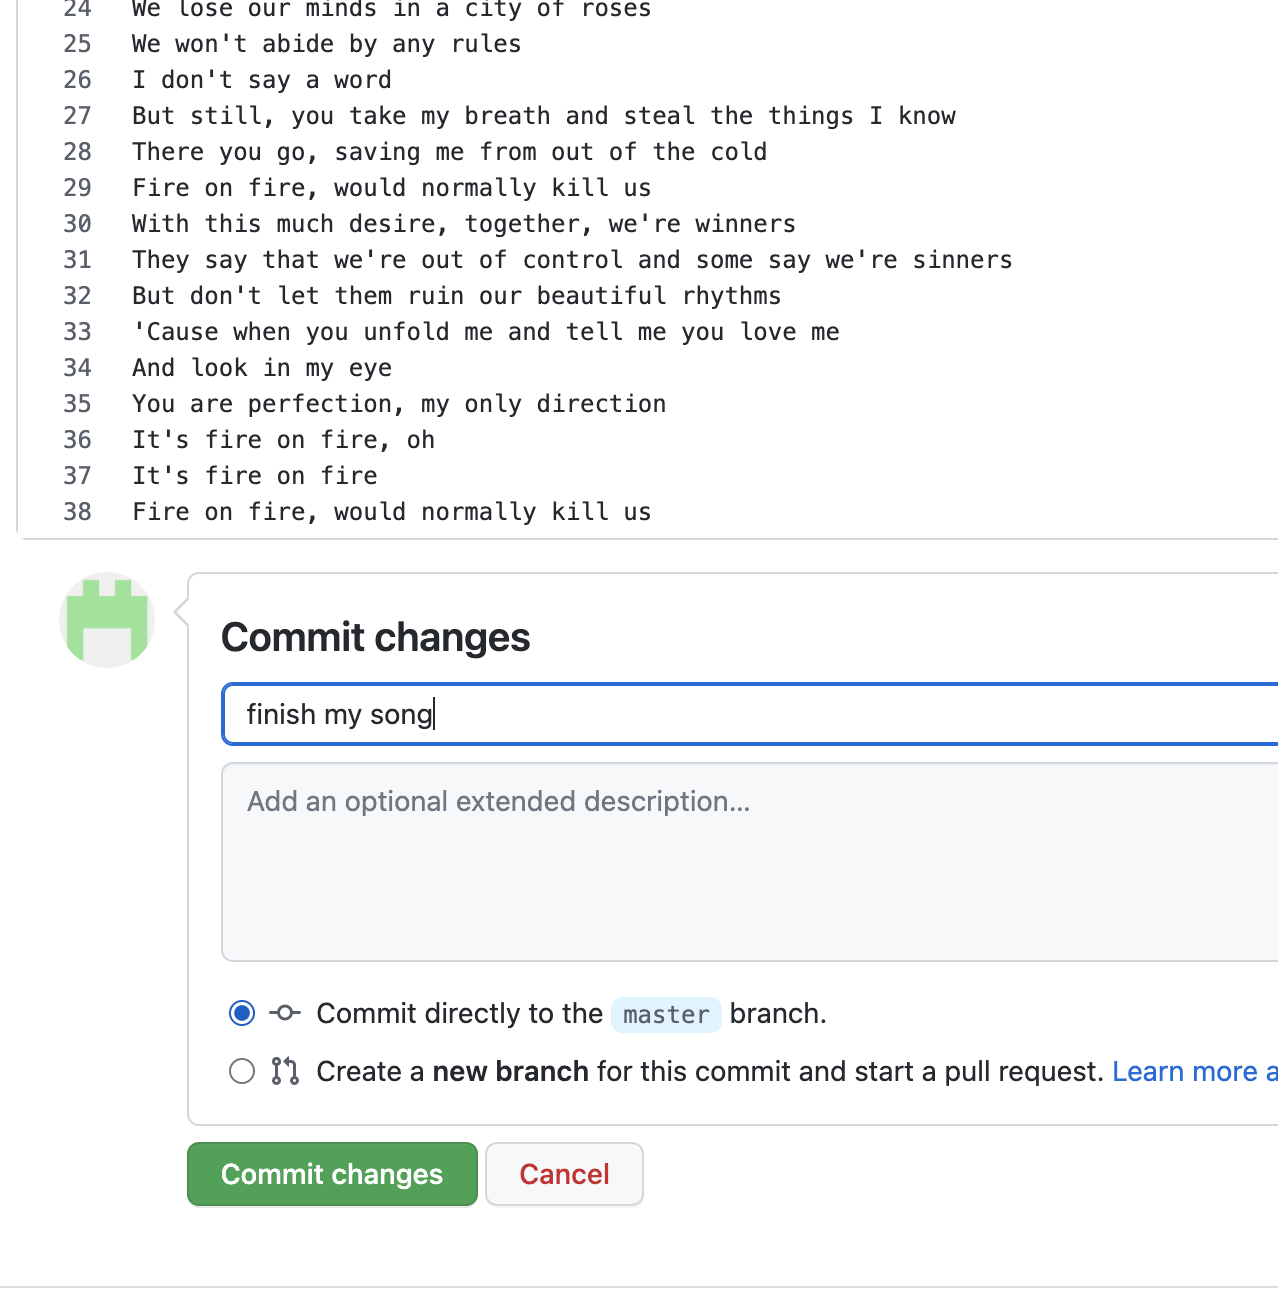 24 We lose our minds in a city of roses
25 We won't abide by any rules
26 I don't say a word
27 But still, you take my breath and steal the things I know
28 There you go, saving me from out of the cold
29 Fire on fire, would normally kill us
30 With this much desire, together, we're winners
31 They say that we're out of control and some say we're sinners
32 But don't let them ruin our beautiful rhythms
33 'Cause when you unfold me and tell me you love me
34 And look in my eye
35 You are perfection, my only direction
36 It's fire on fire, oh
37 It's fire on fire
38 Fire on fire, would normally kill us
Commit changes
finish my song
Add an optional extended description...
Commit directly to the master branch.
Create a new branch for this commit and start a pull request. Learn more a
Commit changes Cancel